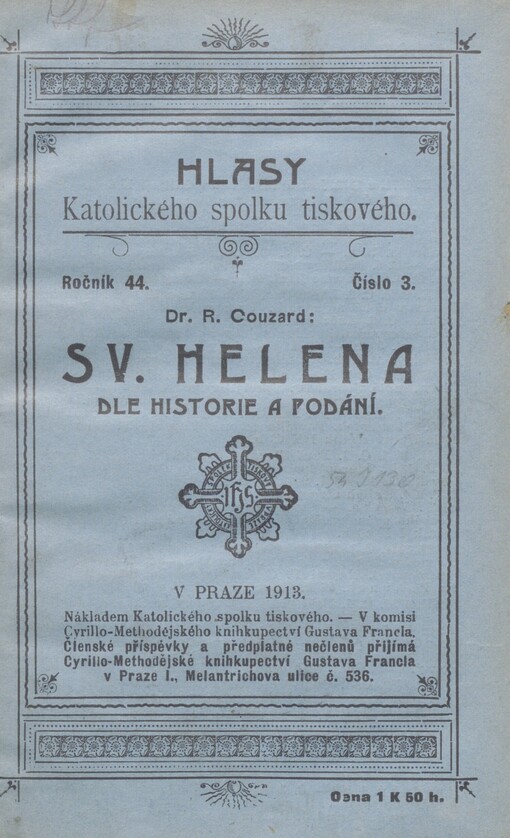 HLASY
Katolického spolku tiskového.
Ročník 44. Číslo 3.
Dr. R. Couzard:
SV. HELENA
DLE HISTORIE A PODÁNÍ.
IHS
V PRAZE 1913.
Nákladem Katolického spolku tiskového. — V komisi
Cyrillo-Methodějského knihkupectví Gustava Francla.
Členské příspěvky a předplatné nečlenů přijímá
Cyrillo-Methodějské knihkupectví Gustava Francla
v Praze I., Melantrichova ulice č. 536.
Cena 1 K 50 h.